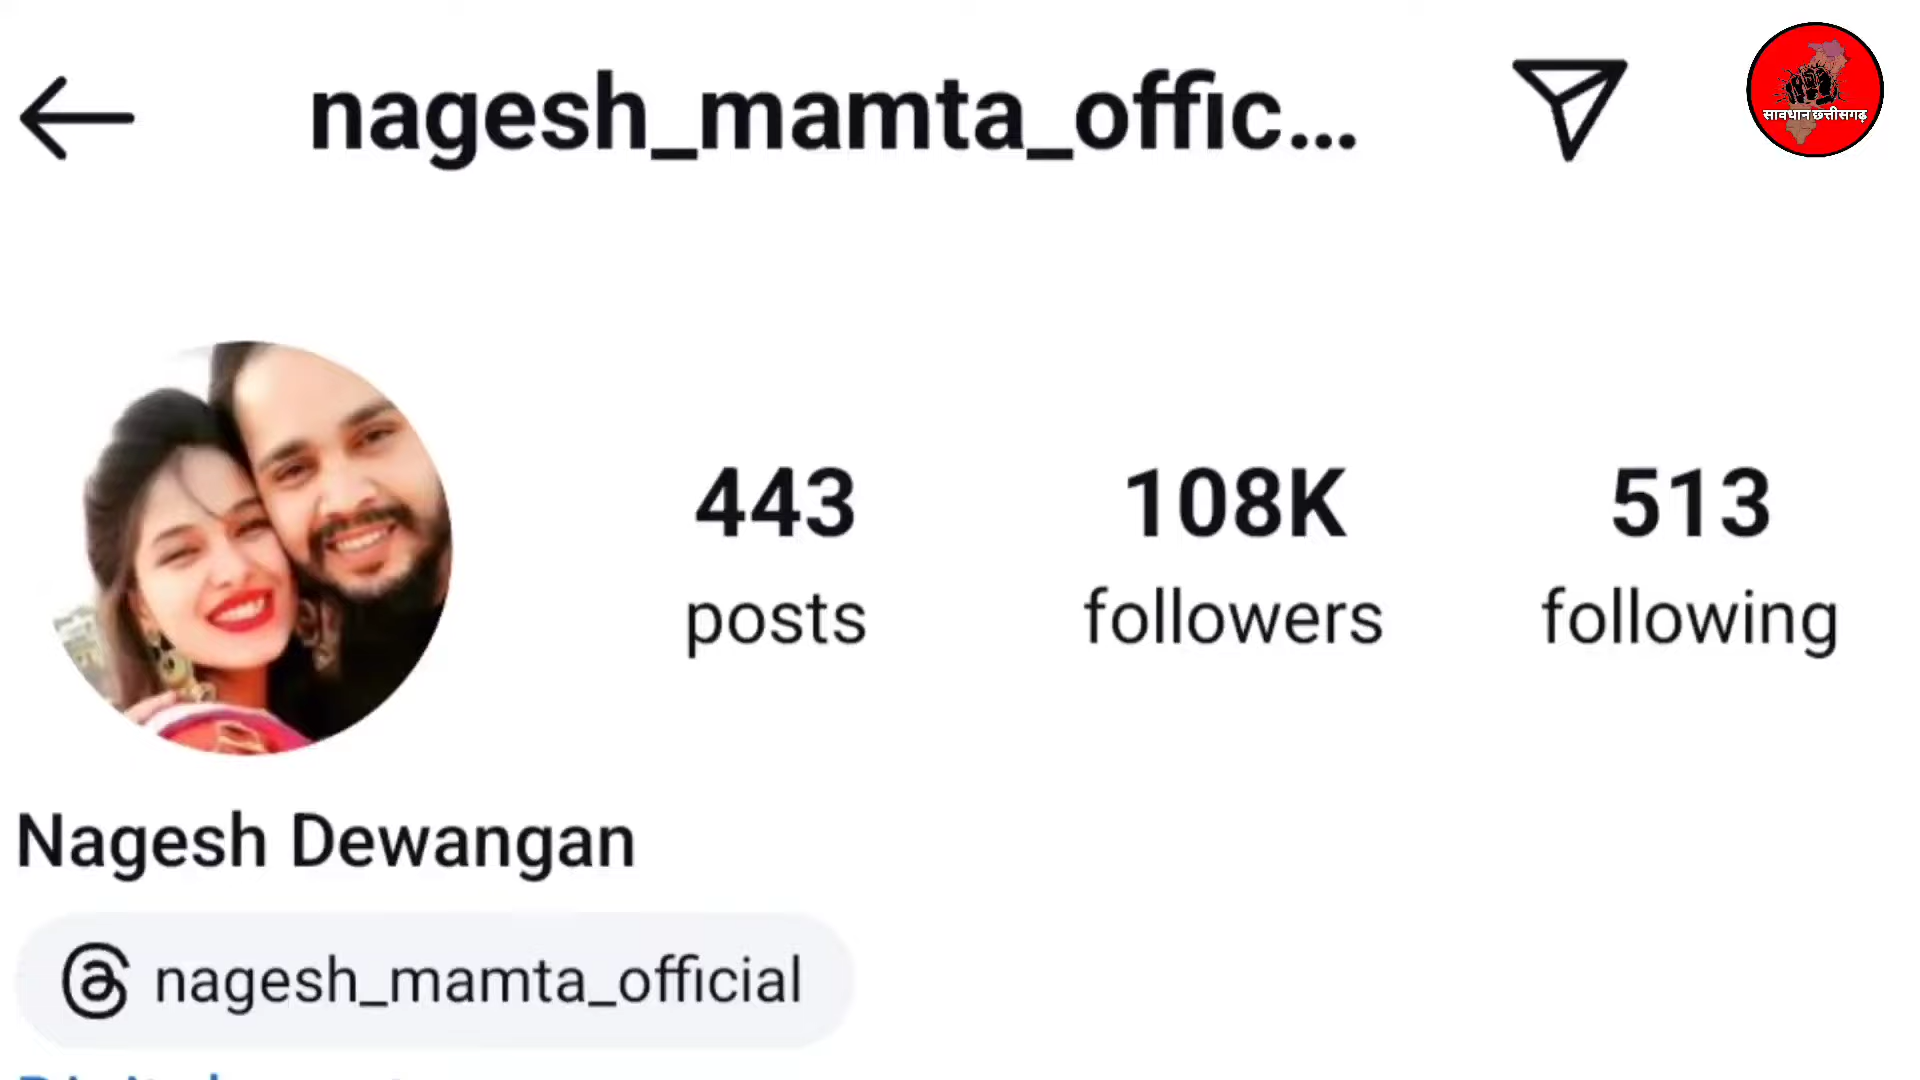 nagesh_mamta_offic...
सावधान छत्तीसगढ़
443 108K 513
posts followers following
Nagesh Dewangan
nagesh_mamta_official